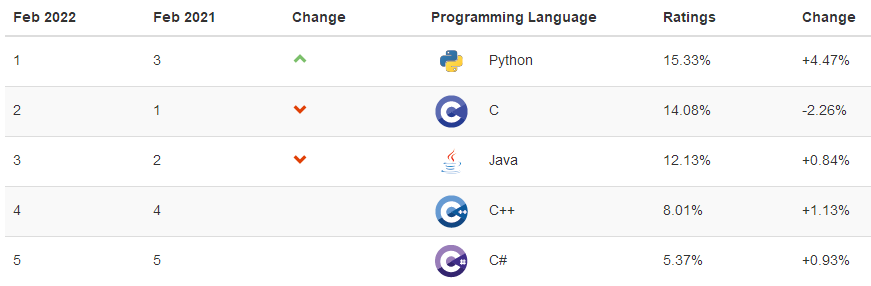 Feb 2022 Feb 2021 Change Programming Language Ratings Change
1 3 Python 15.33% +4.47%
2 1 C 14.08% -2.26%
3 2 Java 12.13% +0.84%
4 4 C++ 8.01% +1.13%
5 5 C# 5.37% +0.93%